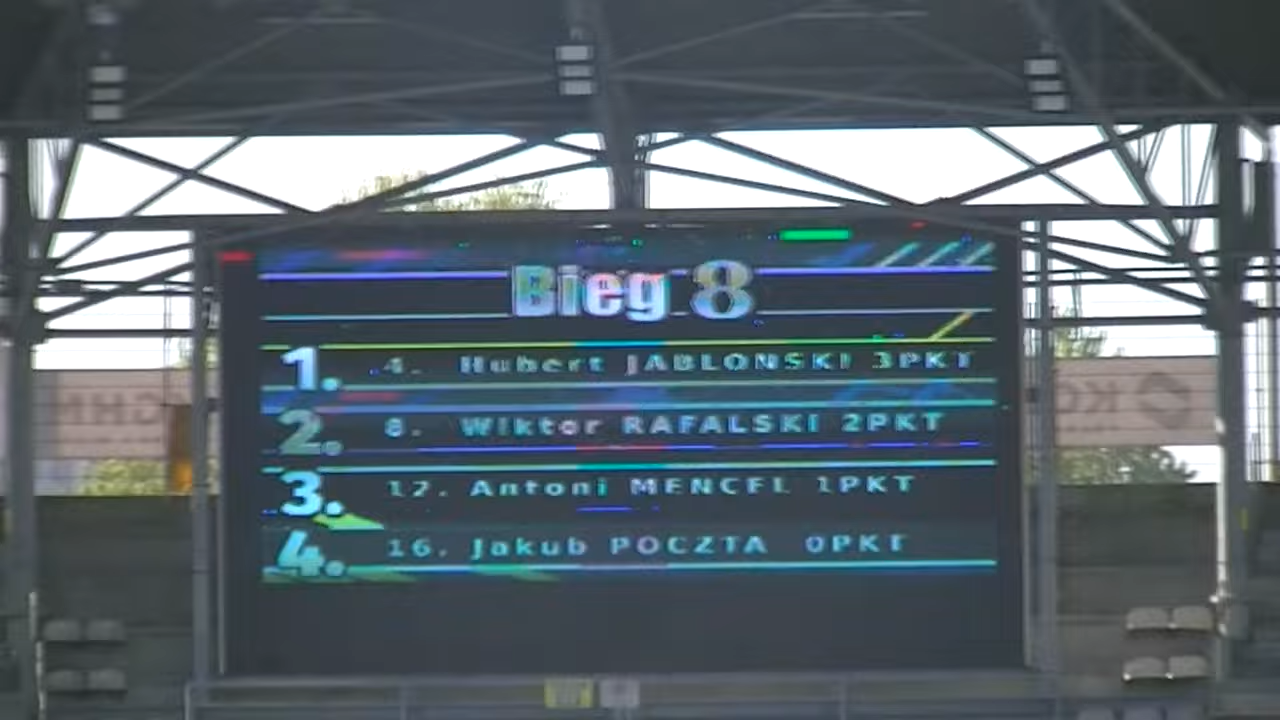 Bieg 8
1. 4. Hubert JABLONSKI 3PKT
2. 8. Wiktor RAFALSKI 2PKT
3. 12. Antoni MENCEL 1PKT
4. 16. Jakub POCZTA 0PKT